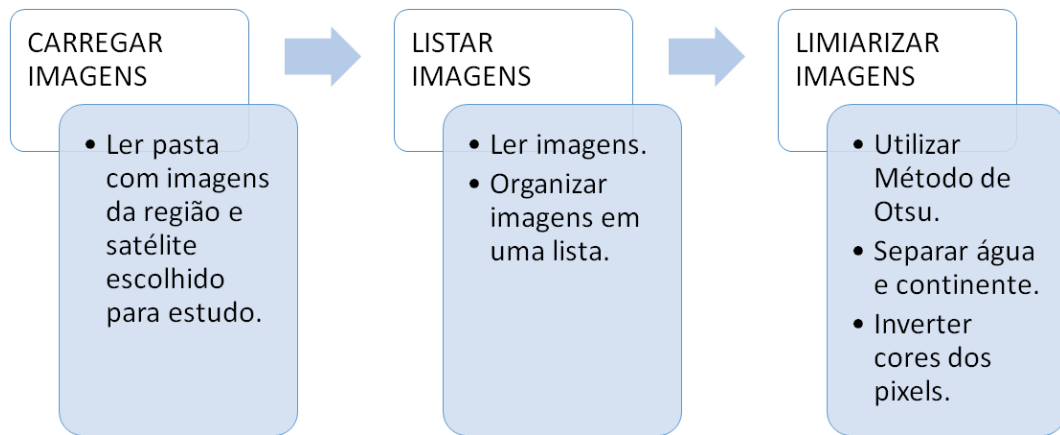 CARREGAR
IMAGENS
• Ler pasta
com imagens
da região e
satélite
escolhido
para estudo.
LISTAR
IMAGENS
• Ler imagens.
• Organizar
imagens em
uma lista.
LIMIARIZAR
IMAGENS
• Utilizar
Método de
Otsu.
• Separar água
e continente.
• Inverter
cores dos
pixels.